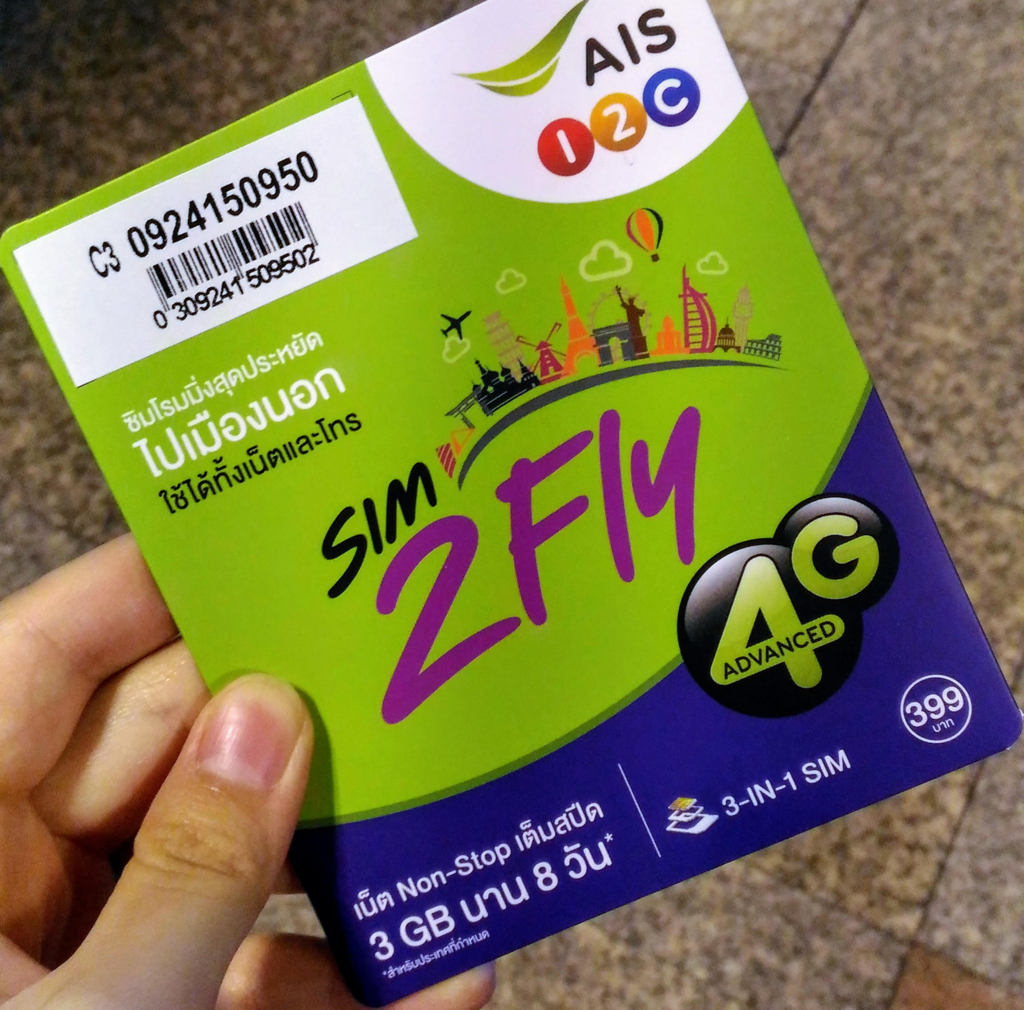 AIS
12C
C3 0924150950
0 309241 509502
ซิมโรมมิ่งสุดประหยัด
ไปเมืองนอก
ใช้ได้ทั้งเน็ตและโทร
SIM
2Fly
4G
ADVANCED
399
บาท
เน็ต Non-Stop เต็มสปีด
3 GB นาน 8 วัน*
*สำหรับประเทศที่กำหนด
3-IN-1 SIM